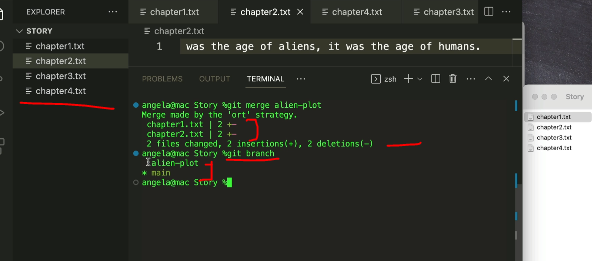 EXPLORER
STORY
chapter1.txt
chapter2.txt
chapter3.txt
chapter4.txt
chapter1.txt
chapter2.txt
chapter4.txt
chapter3.txt
chapter2.txt
1 was the age of aliens, it was the age of humans.
PROBLEMS OUTPUT TERMINAL ...
zsh
angela@mac Story %git merge alien-plot
Merge made by the 'ort' strategy.
chapter1.txt | 2 +-
chapter2.txt | 2 +-
2 files changed, 2 insertions(+), 2 deletions(-)
angela@mac Story %git branch
alien-plot
* main
angela@mac Story %
Story
chapter1.txt
chapter2.txt
chapter3.txt
chapter4.txt